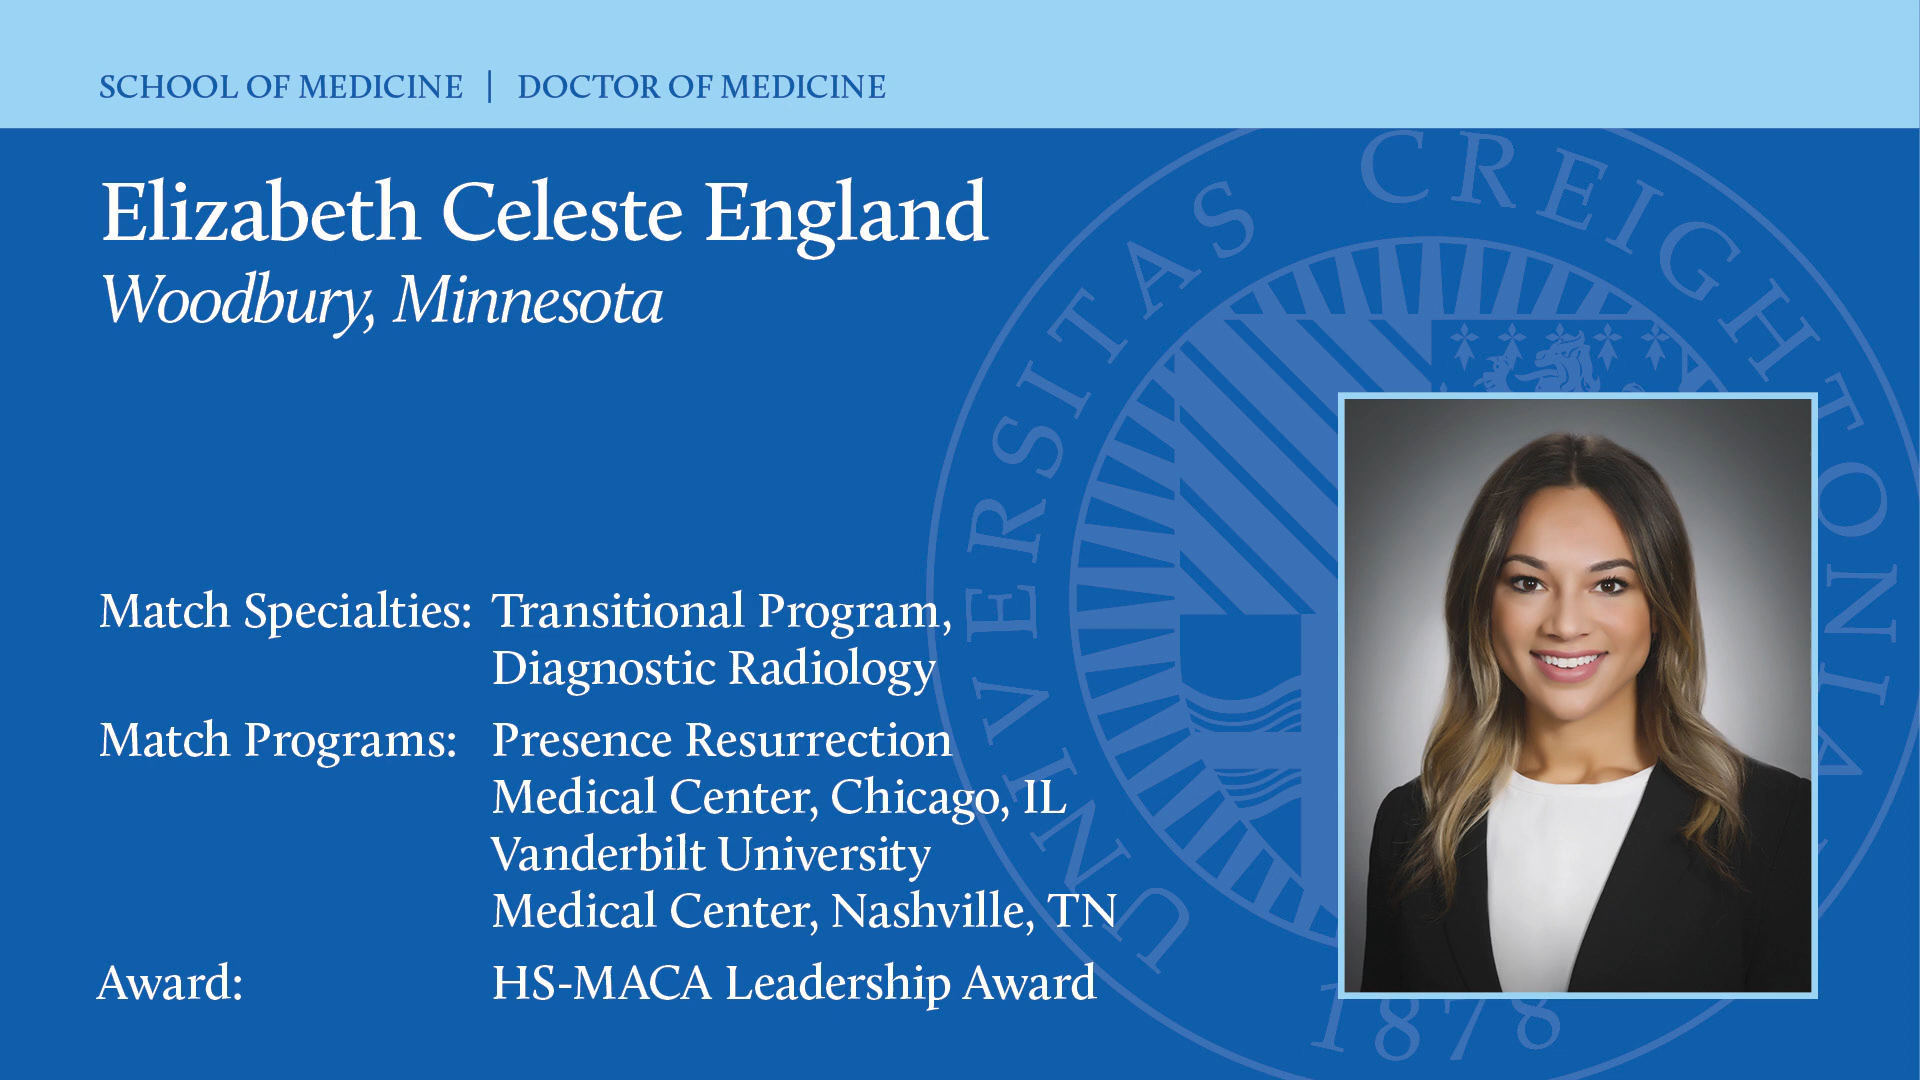 SCHOOL OF MEDICINE | DOCTOR OF MEDICINE
Elizabeth Celeste England
Woodbury, Minnesota
Match Specialties: Transitional Program,
Diagnostic Radiology
Match Programs: Presence Resurrection
Medical Center, Chicago, IL
Vanderbilt University
Medical Center, Nashville, TN
Award: HS-MACA Leadership Award
UNIVERSITAS CREIGHTONIANA
1878